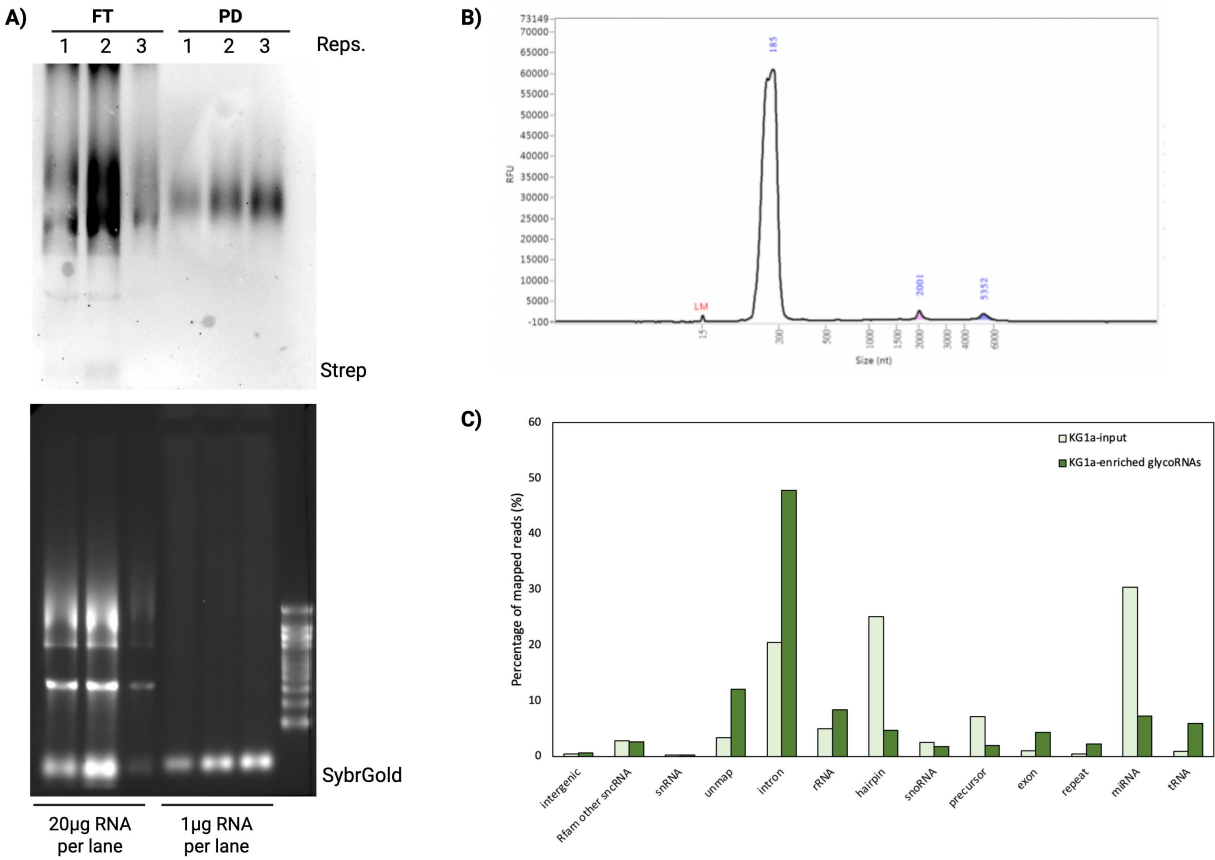 A)
FT PD
1 2 3 1 2 3 Reps.
Strep
SybrGold
20µg RNA
per lane
1µg RNA
per lane
B)
73149
70000
65000
60000
55000
50000
45000
40000
35000
30000
25000
20000
15000
10000
5000
-100
RFU
LM
185
2001
5352
15
200
500
1000
1500
2000
3000
4000
6000
Size (nt)
C)
Percentage of mapped reads (%)
60
50
40
30
20
10
0
KG1a-input
KG1a-enriched glycoRNAs
intergenic
Rfam other sncRNA
snRNA
unmap
intron
rRNA
hairpin
snoRNA
precursor
exon
repeat
miRNA
tRNA